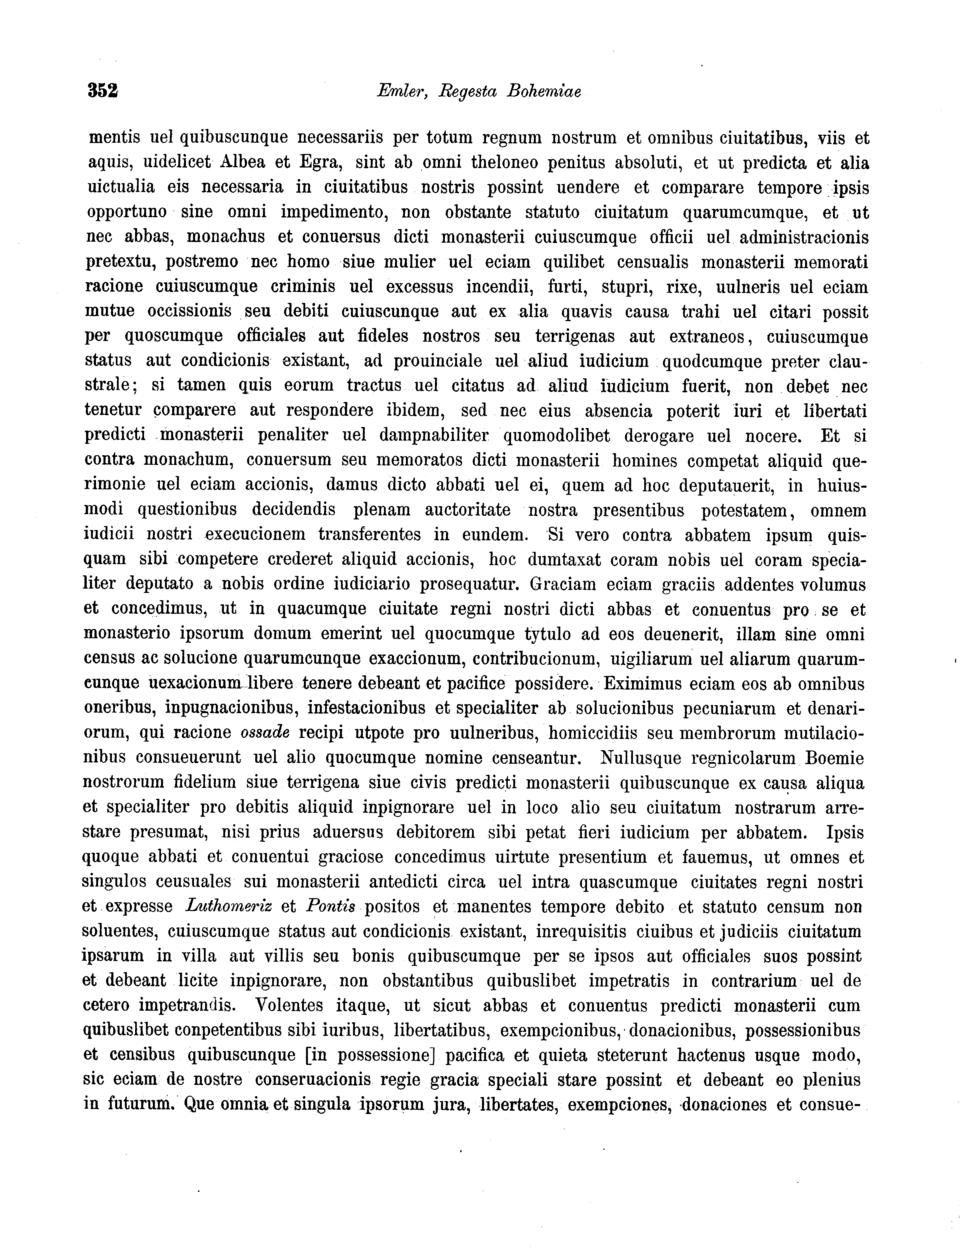 352 Emler, Regesta Bohemiae
mentis uel quibuscunque necessariis per totum regnum nostrum et omnibus ciuitatibus, viis et
aquis, uidelicet Albea et Egra, sint ab omni theloneo penitus absoluti, et ut predicta et alia
uictualia eis necessaria in ciuitatibus nostris possint uendere et comparare tempore ipsis
opportuno sine omni impedimento, non obstante statuto ciuitatum quarumcumque, et ut
nec abbas, monachus et conuersus dicti monasterii cuiuscumque officii uel administracionis
pretextu, postremo nec homo siue mulier uel eciam quilibet censualis monasterii memorati
racione cuiuscumque criminis uel excessus incendii, furti, stupri, rixe, uulneris uel eciam
mutue occissionis seu debiti cuiuscunque aut ex alia quavis causa trahi uel citari possit
per quoscumque officiales aut fideles nostros seu terrigenas aut extraneos, cuiuscumque
status aut condicionis existant, ad prouinciale uel aliud iudicium quodcumque preter clau-
strale; si tamen quis eorum tractus uel citatus ad aliud iudicium fuerit, non debet nec
tenetur comparere aut respondere ibidem, sed nec eius absencia poterit iuri et libertati
predicti monasterii penaliter uel dampnabiliter quomodolibet derogare uel nocere. Et si
contra monachum, conuersum seu memoratos dicti monasterii homines competat aliquid que-
rimonie uel eciam accionis, damus dicto abbati uel ei, quem ad hoc deputauerit, in huius-
modi questionibus decidendis plenam auctoritate nostra presentibus potestatem, omnem
iudicii nostri execucionem transferentes in eundem. Si vero contra abbatem ipsum quis-
quam sibi competere crederet aliquid accionis, hoc dumtaxat coram nobis uel coram specia-
liter deputato a nobis ordine iudiciario prosequatur. Graciam eciam graciis addentes volumus
et concedimus, ut in quacumque ciuitate regni nostri dicti abbas et conuentus pro se et
monasterio ipsorum domum emerint uel quocumque tytulo ad eos deuenerit, illam sine omni
census ac solucione quarumcunque exaccionum, contribucionum, uigiliarum uel aliarum quarum-
cunque uexacionum libere tenere debeant et pacifice possidere. Eximimus eciam eos ab omnibus
oneribus, inpugnacionibus, infestacionibus et specialiter ab solucionibus pecuniarum et denari-
orum, qui racione ossade recipi utpote pro uulneribus, homiccidiis seu membrorum mutilacio-
nibus consueuerunt uel alio quocumque nomine censeantur. Nullusque regnicolarum Boemie
nostrorum fidelium siue terrigena siue civis predicti monasterii quibuscunque ex causa aliqua
et specialiter pro debitis aliquid inpignorare uel in loco alio seu ciuitatum nostrarum arre-
stare presumat, nisi prius aduersus debitorem sibi petat fieri iudicium per abbatem. Ipsis
quoque abbati et conuentui graciose concedimus uirtute presentium et fauemus, ut omnes et
singulos ceusuales sui monasterii antedicti circa uel intra quascumque ciuitates regni nostri
et expresse Luthomeriz et Pontis positos et manentes tempore debito et statuto censum non
soluentes, cuiuscumque status aut condicionis existant, inrequisitis ciuibus et judiciis ciuitatum
ipsarum in villa aut villis seu bonis quibuscumque per se ipsos aut officiales suos possint
et debeant licite inpignorare, non obstantibus quibuslibet impetratis in contrarium uel de
cetero impetrandis. Volentes itaque, ut sicut abbas et conuentus predicti monasterii cum
quibuslibet conpetentibus sibi iuribus, libertatibus, exempcionibus, donacionibus, possessionibus
et censibus quibuscunque [in possessione] pacifica et quieta steterunt hactenus usque modo,
sic eciam de nostre conseruacionis regie gracia speciali stare possint et debeant eo plenius
in futurum. Que omnia et singula ipsorum jura, libertates, exempciones, donaciones et consue-